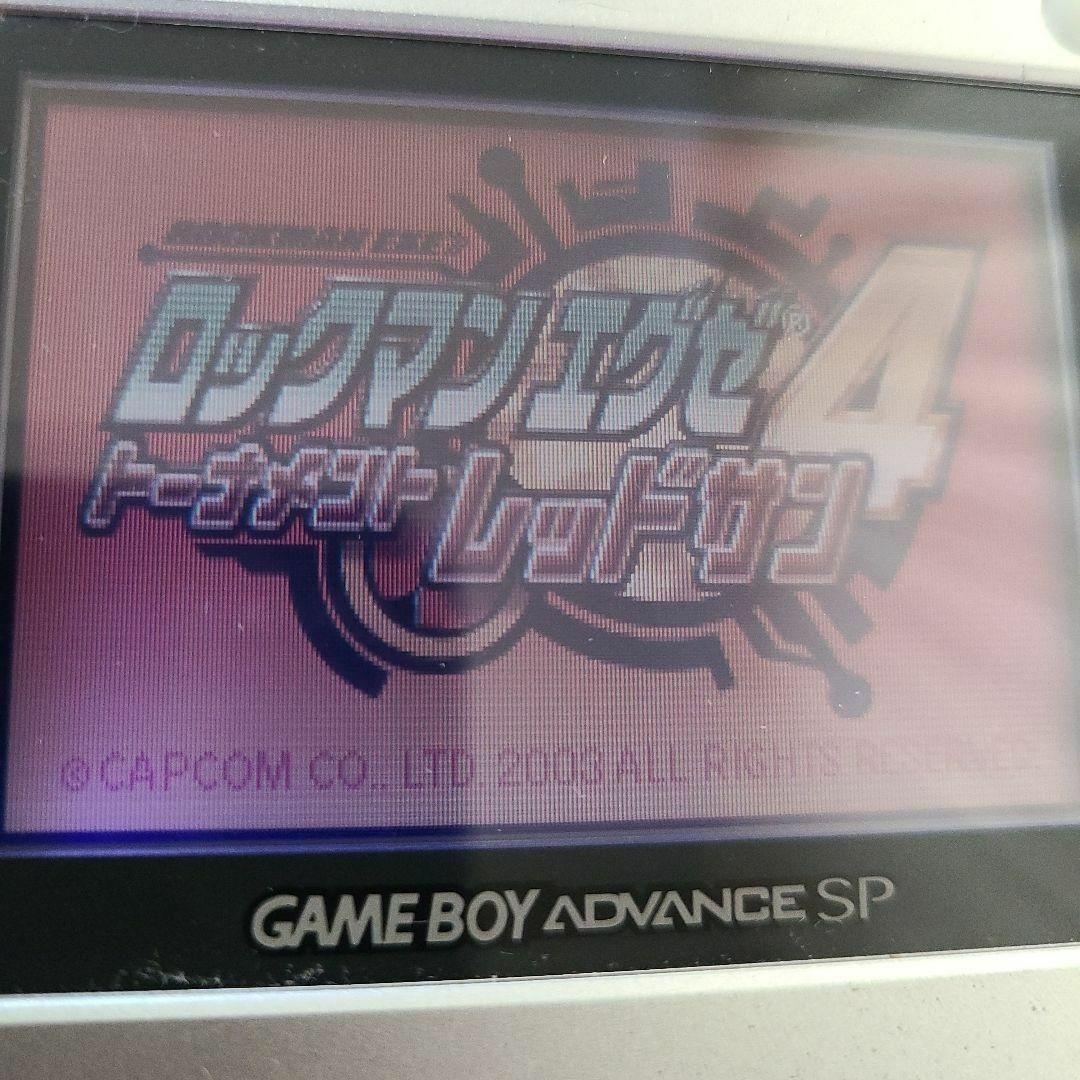 ロックマン エグゼ® 4
トーナメント レッドサン
©CAPCOM CO., LTD. 2003 ALL RIGHTS RESERVED.
GAME BOY ADVANCE SP